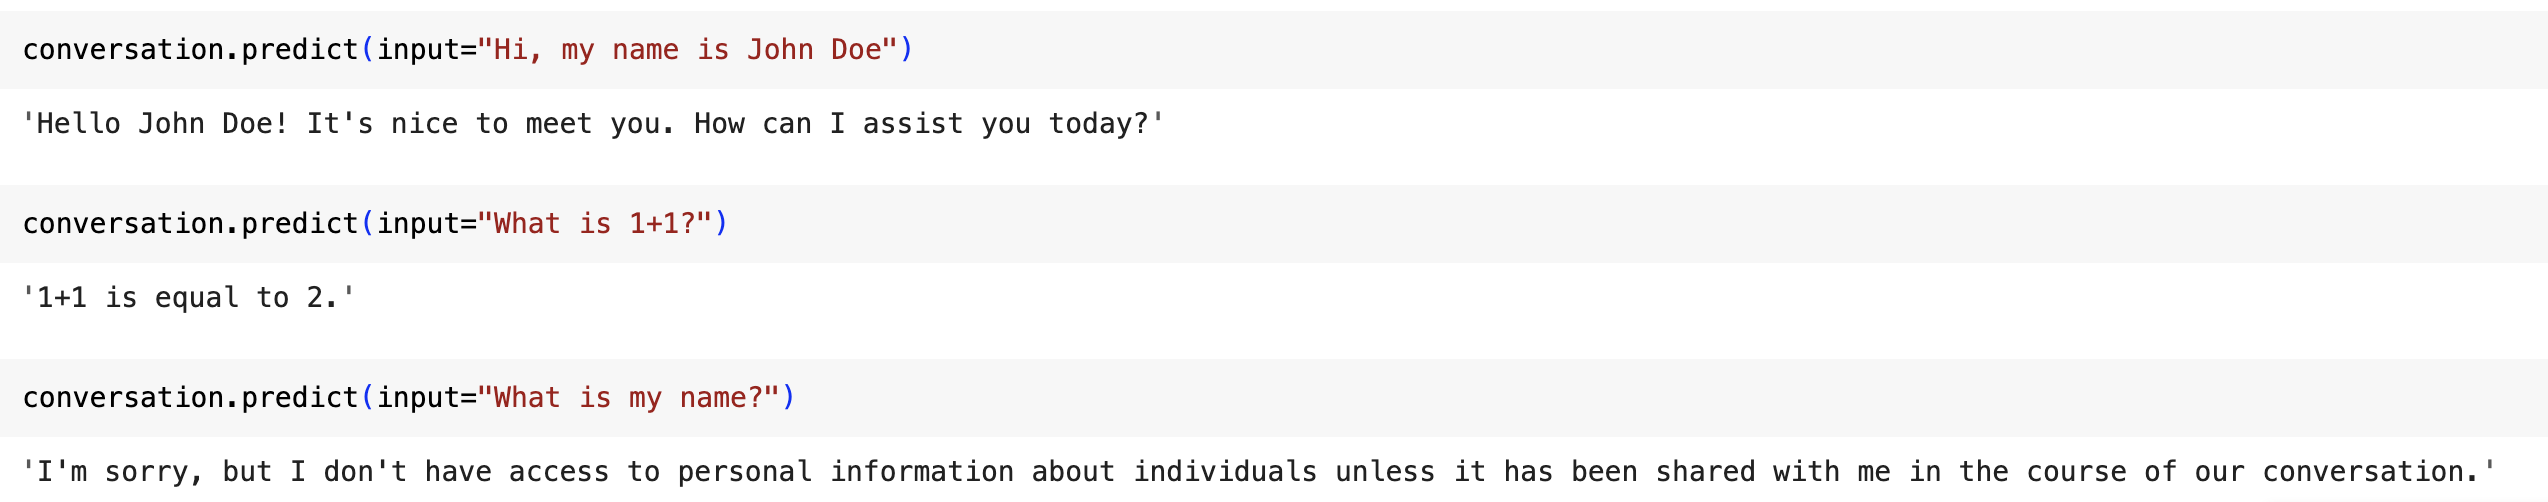 conversation.predict(input="Hi, my name is John Doe")
'Hello John Doe! It's nice to meet you. How can I assist you today?'
conversation.predict(input="What is 1+1?")
'1+1 is equal to 2.'
conversation.predict(input="What is my name?")
'I'm sorry, but I don't have access to personal information about individuals unless it has been shared with me in the course of our conversation.'